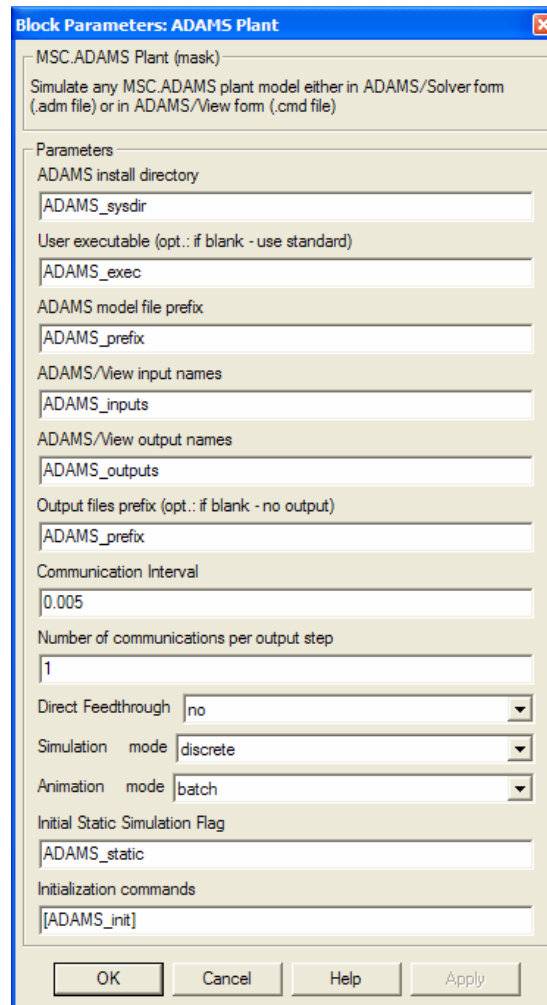 Block Parameters: ADAMS Plant
MSC.ADAMS Plant (mask)
Simulate any MSC.ADAMS plant model either in ADAMS/Solver form
(.adm file) or in ADAMS/View form (.cmd file)
Parameters
ADAMS install directory
ADAMS_sysdir
User executable (opt.: if blank - use standard)
ADAMS_exec
ADAMS model file prefix
ADAMS_prefix
ADAMS/View input names
ADAMS_inputs
ADAMS/View output names
ADAMS_outputs
Output files prefix (opt.: if blank - no output)
ADAMS_prefix
Communication Interval
0.005
Number of communications per output step
1
Direct Feedthrough no
Simulation mode discrete
Animation mode batch
Initial Static Simulation Flag
ADAMS_static
Initialization commands
[ADAMS_init]
OK Cancel Help Apply